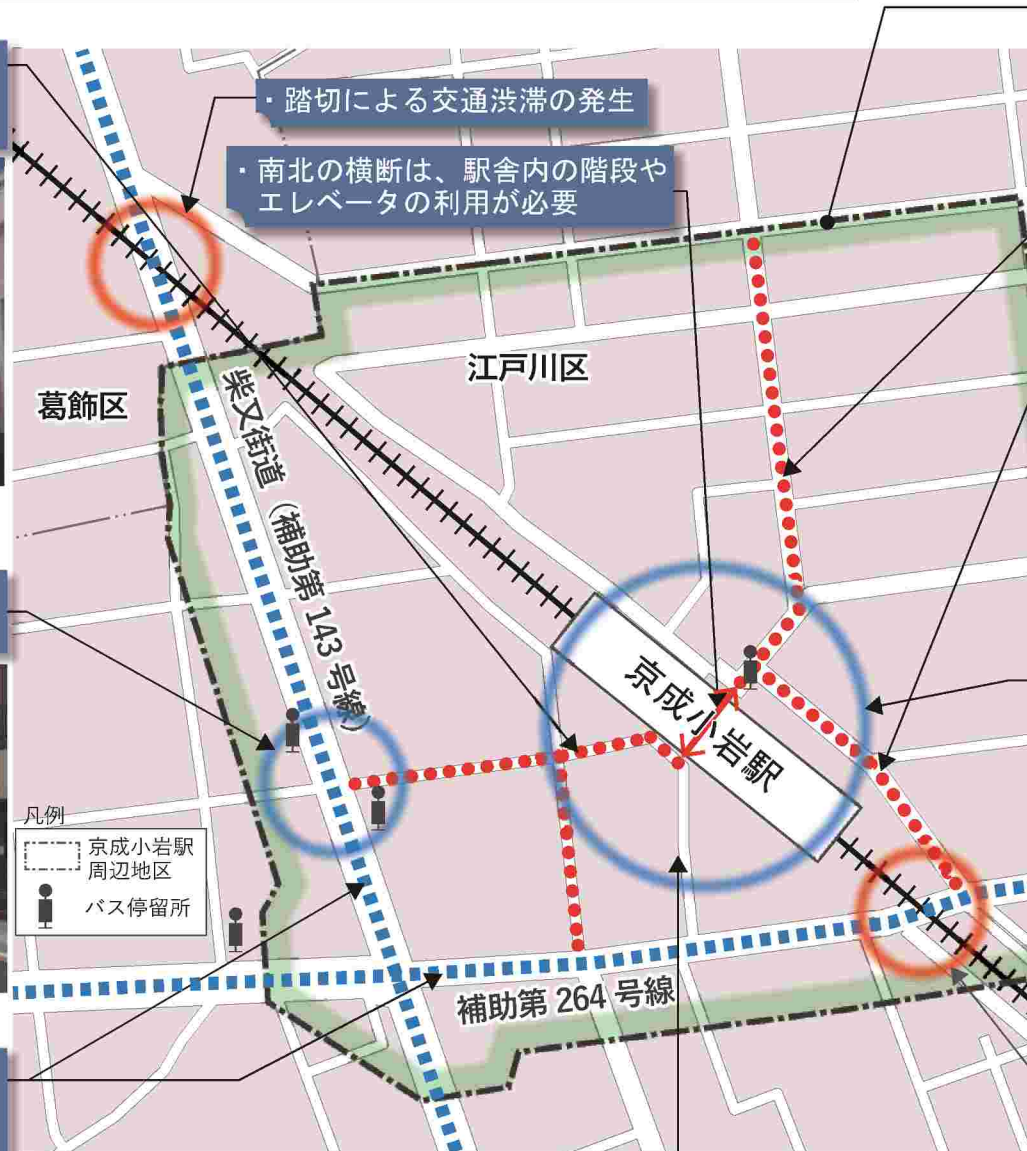 ・踏切による交通渋滞の発生
・南北の横断は、駅舎内の階段や
エレベータの利用が必要
江戸川区
葛飾区
柴又街道（補助第143号線）
京成小岩駅
凡例
京成小岩駅
周辺地区
バス停留所
補助第264号線